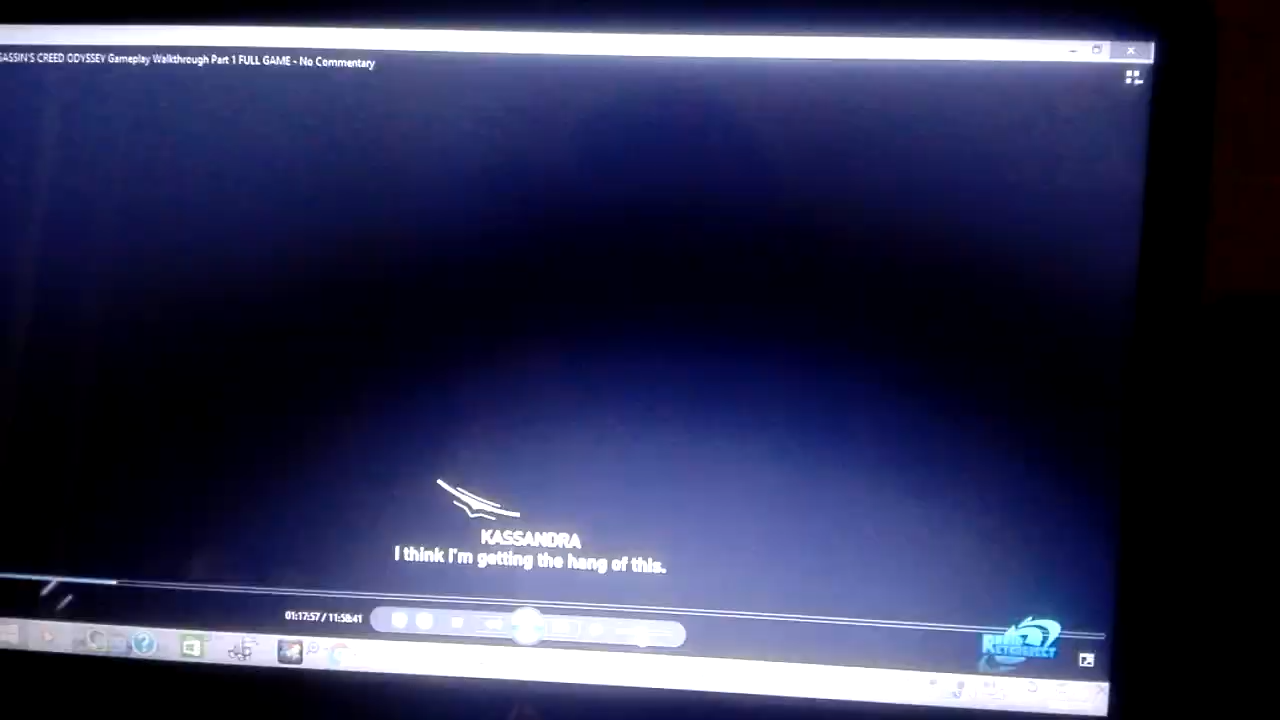 ASSASSIN'S CREED ODYSSEY Gameplay Walkthrough Part 1 FULL GAME - No Commentary
KASSANDRA
I think I'm getting the hang of this.
01:17:57 / 11:58:41